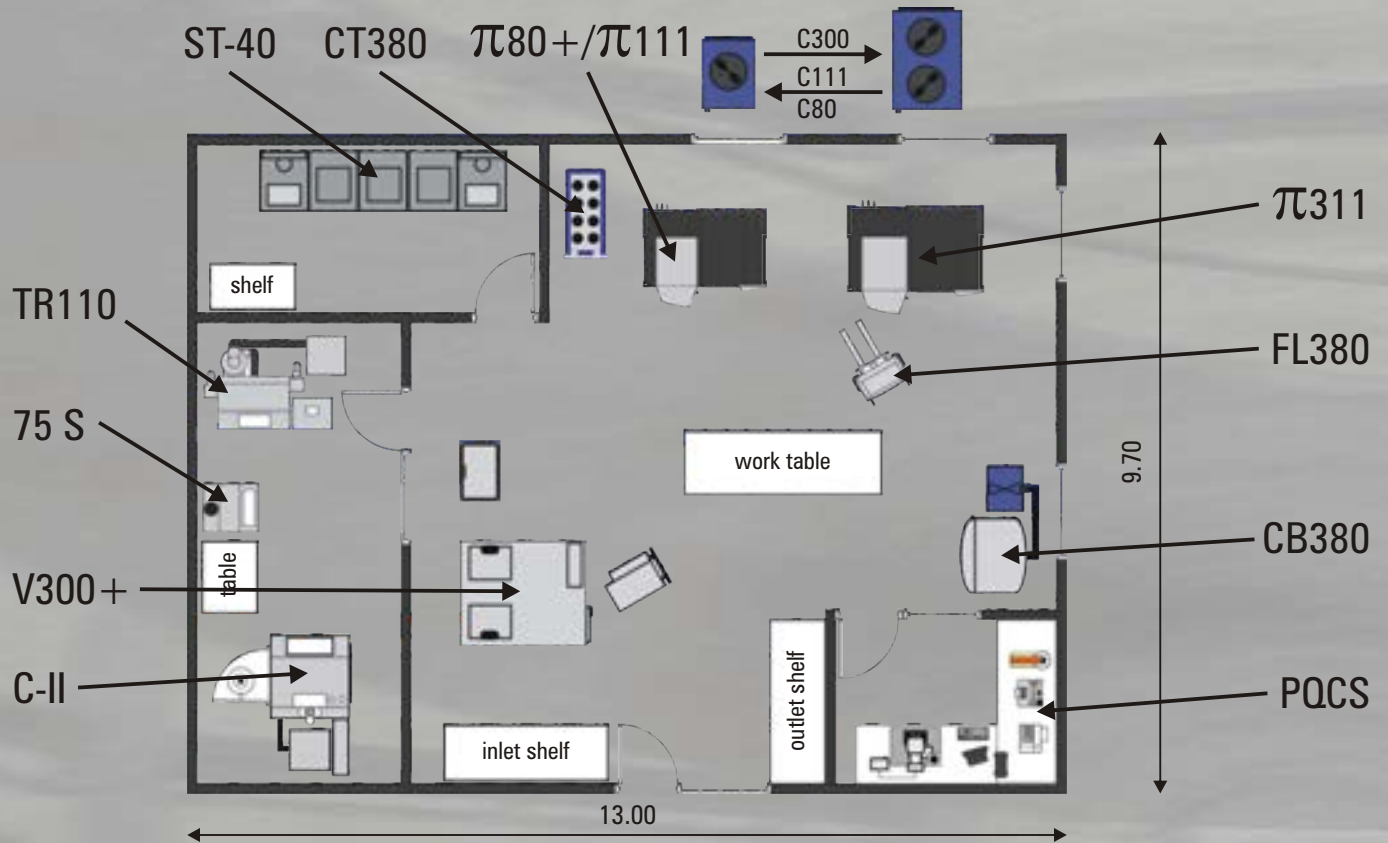 ST-40
CT380
π80+/π111
C300
C111
C80
π311
shelf
TR110
FL380
75 S
work table
9.70
table
CB380
V300+
C-II
outlet shelf
PQCS
inlet shelf
13.00